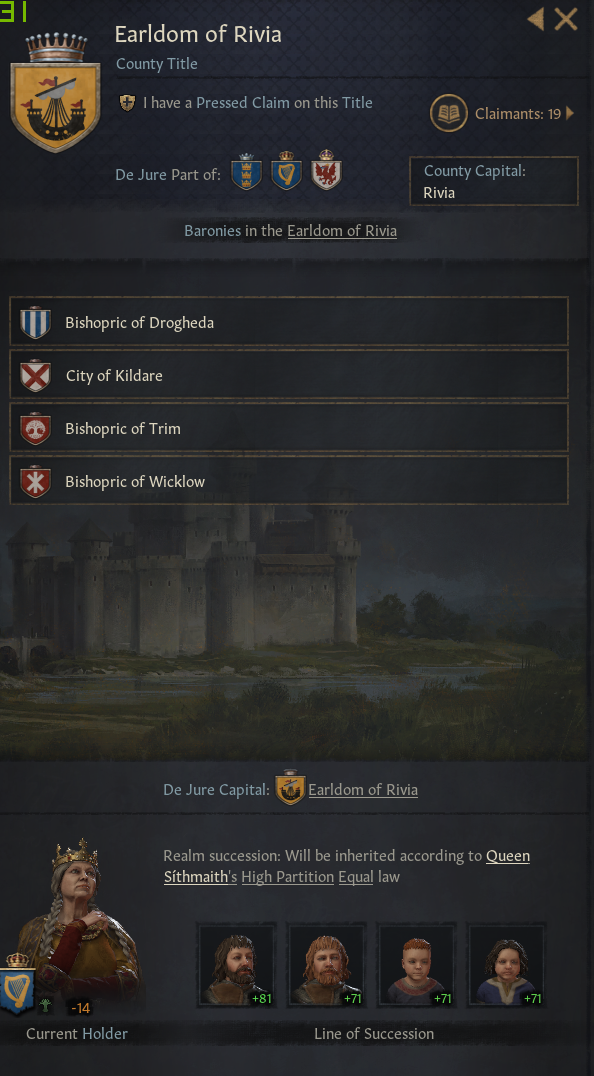 31
Earldom of Rivia
County Title
I have a Pressed Claim on this Title
Claimants: 19
De Jure Part of:
County Capital:
Rivia
Baronies in the Earldom of Rivia
Bishopric of Drogheda
City of Kildare
Bishopric of Trim
Bishopric of Wicklow
De Jure Capital: Earldom of Rivia
Realm succession: Will be inherited according to Queen
Síthmaith's High Partition Equal law
-14
+81
+71
+71
+71
Current Holder
Line of Succession